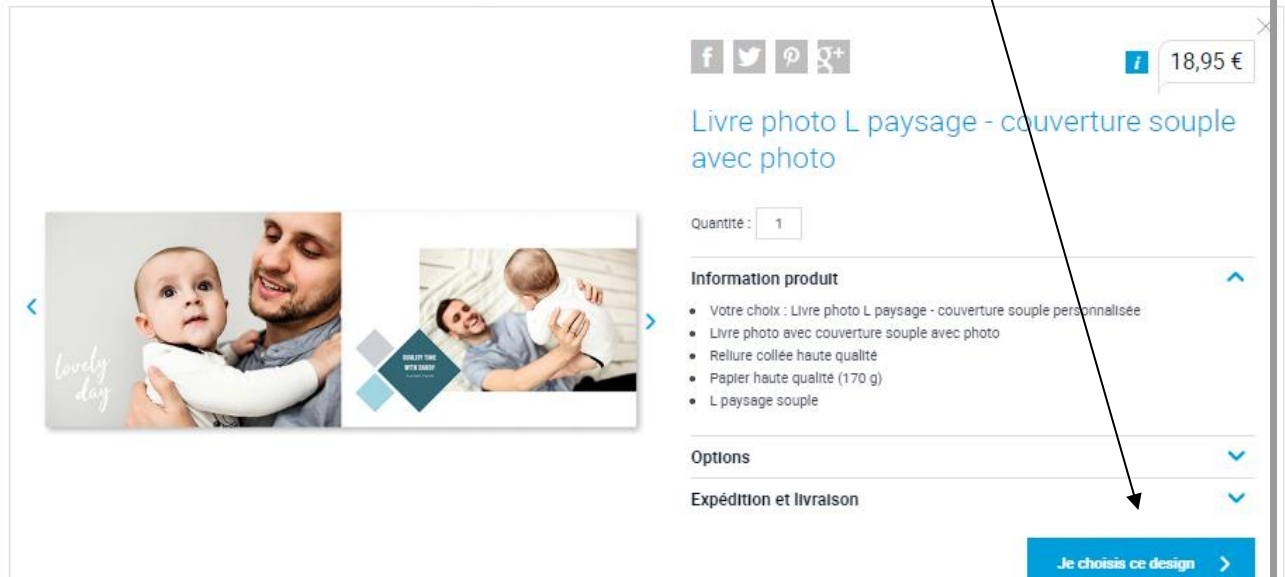 f g+
i 18,95 €
Livre photo L paysage - couverture souple
avec photo
Quantité : 1
Information produit
Votre choix : Livre photo L paysage - couverture souple personnalisée
Livre photo avec couverture souple avec photo
Reliure collée haute qualité
Papier haute qualité (170 g)
L paysage souple
Options
Expédition et livraison
Je choisis ce design
lovely
day
QUALITY TIME
WITH DADDY